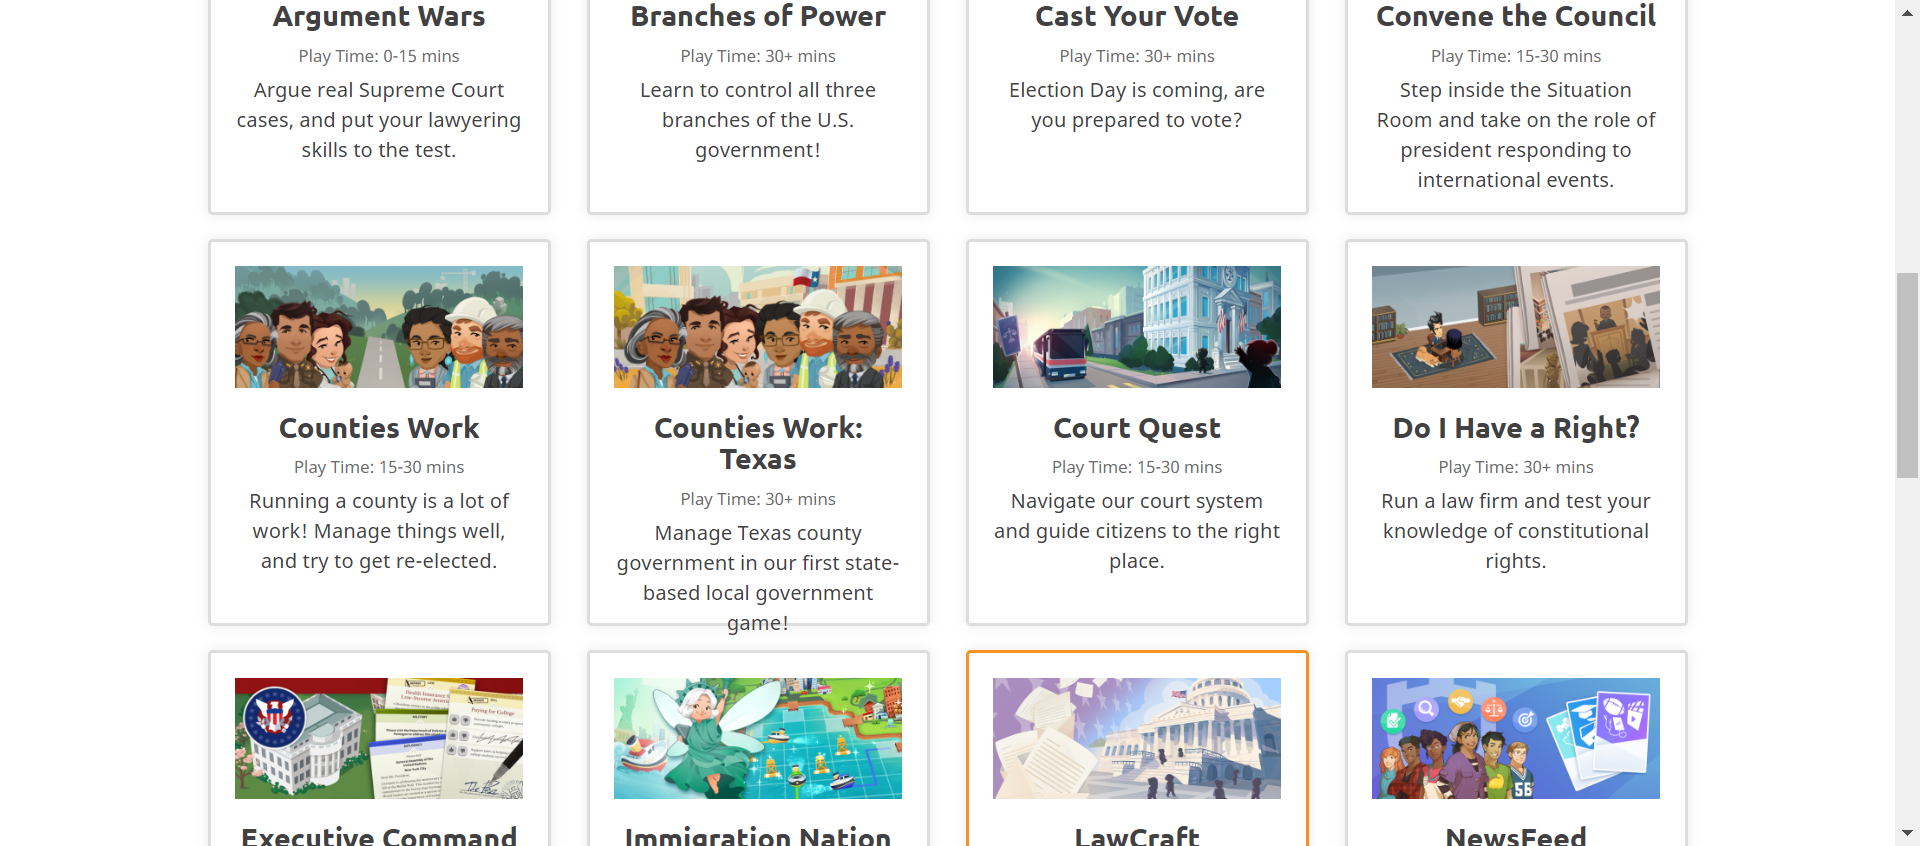 Argument Wars
Play Time: 0-15 mins
Argue real Supreme Court
cases, and put your lawyering
skills to the test.
Branches of Power
Play Time: 30+ mins
Learn to control all three
branches of the U.S.
government!
Cast Your Vote
Play Time: 30+ mins
Election Day is coming, are
you prepared to vote?
Convene the Council
Play Time: 15-30 mins
Step inside the Situation
Room and take on the role of
president responding to
international events.
Counties Work
Play Time: 15-30 mins
Running a county is a lot of
work! Manage things well,
and try to get re-elected.
Counties Work:
Texas
Play Time: 30+ mins
Manage Texas county
government in our first state-
based local government
game!
Court Quest
Play Time: 15-30 mins
Navigate our court system
and guide citizens to the right
place.
Do I Have a Right?
Play Time: 30+ mins
Run a law firm and test your
knowledge of constitutional
rights.
Paying for College
Executive Command
Immigration Nation
LawCraft
56
NewsFeed